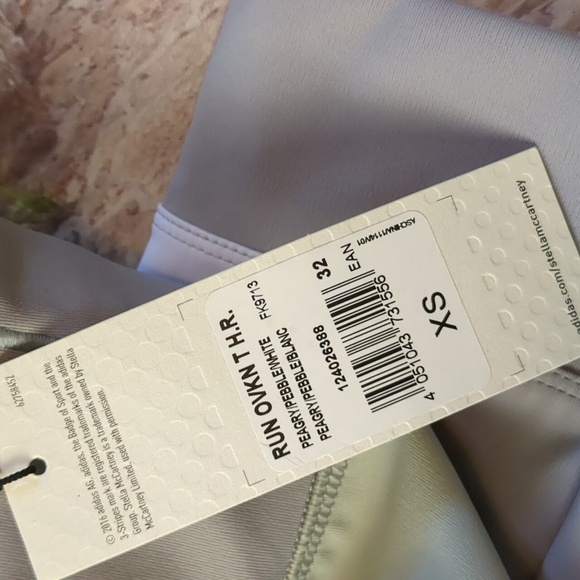 RUN OVKNT H.R.
PEAGRY/PEBBLE/WHITE FK9713
PEAGRY/PEBBLE/BLANC
124026388 32
4 051043 731556
EAN
XS
adidas.com/stellamccartney
© 2016 adidas AG. adidas, the Badge of Sport and the
3-Stripes mark are registered trademarks of the adidas
Group. Stella McCartney is a trademark owned by Stella
McCartney Limited, used with permission.